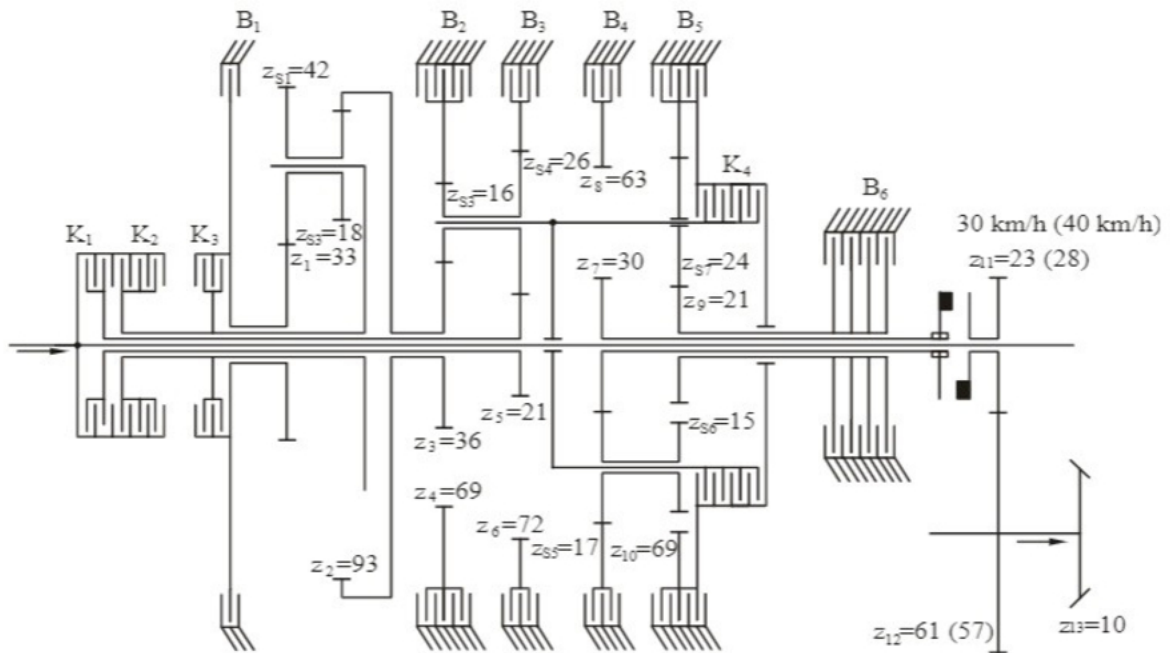 B1 B2 B3 B4 B5
zS1=42
zS3=16
zS4=26
z8=63
K4
B6
30 km/h (40 km/h)
K1 K2 K3
zS3=18
z1=33
z7=30
zS7=24
z11=23 (28)
z9=21
z3=36
z5=21
zS6=15
z4=69
z6=72
z2=93
zS5=17
z10=69
z12=61 (57)
z13=10